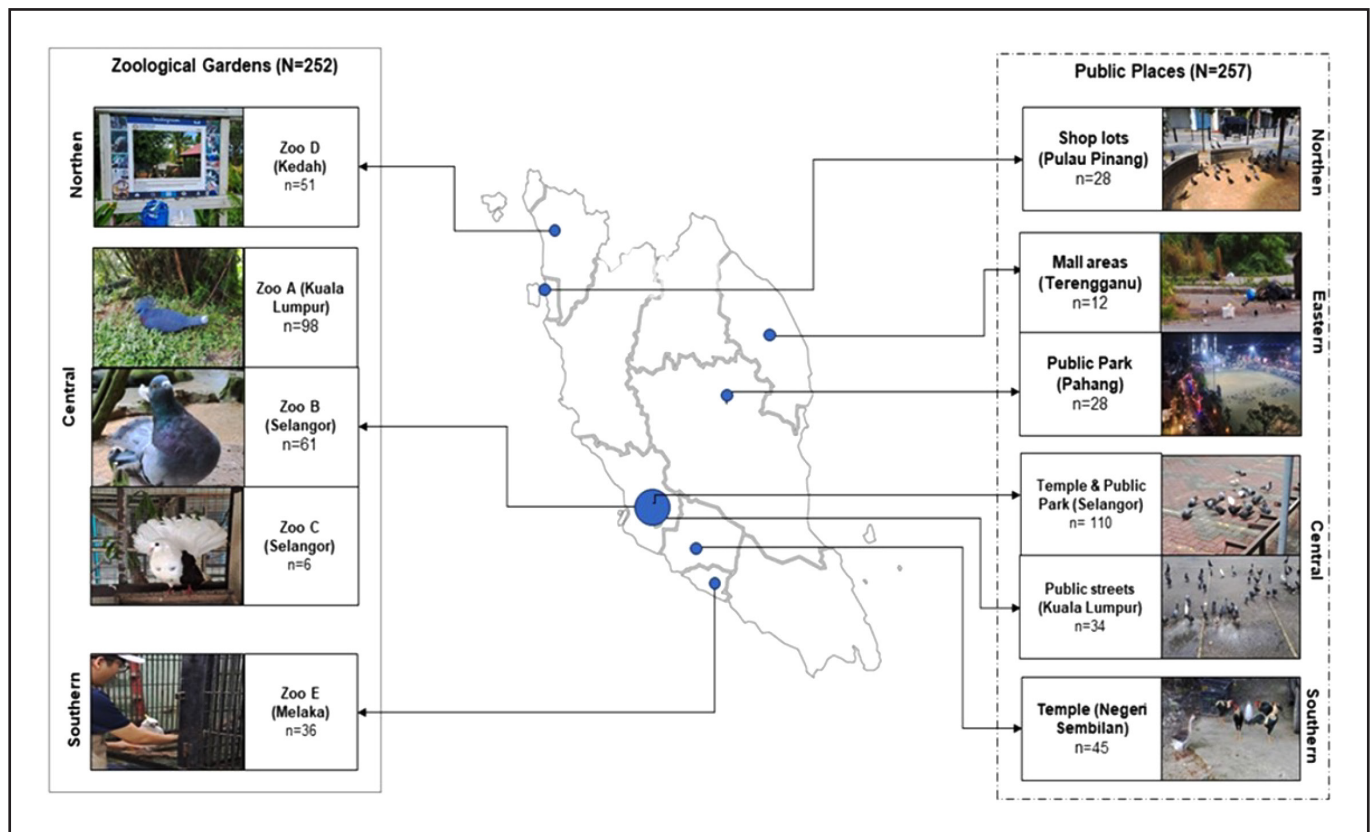 Zoological Gardens (N=252)
Northen
Zoo D
(Kedah)
n=51
Central
Zoo A (Kuala
Lumpur)
n=98
Zoo B
(Selangor)
n=61
Zoo C
(Selangor)
n=6
Southern
Zoo E
(Melaka)
n=36
Public Places (N=257)
Northen
Shop lots
(Pulau Pinang)
n=28
Eastern
Mall areas
(Terengganu)
n=12
Public Park
(Pahang)
n=28
Central
Temple & Public
Park (Selangor)
n= 110
Public streets
(Kuala Lumpur)
n=34
Southern
Temple (Negeri
Sembilan)
n=45